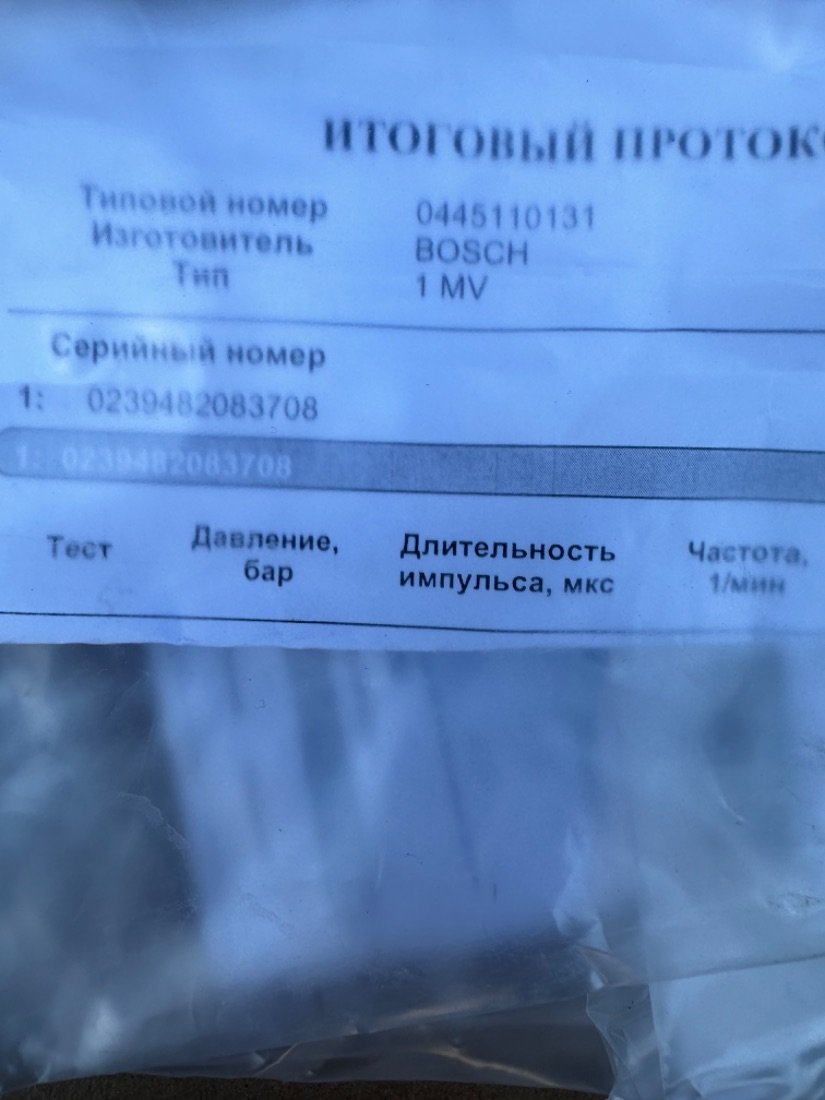 ИТОГОВЫЙ ПРОТОК
Типовой номер 0445110131
Изготовитель BOSCH
Тип 1 MV
Серийный номер
1: 0239482083708
1: 0239482083708
Тест Давление, бар Длительность импульса, мкс Частота, 1/мин